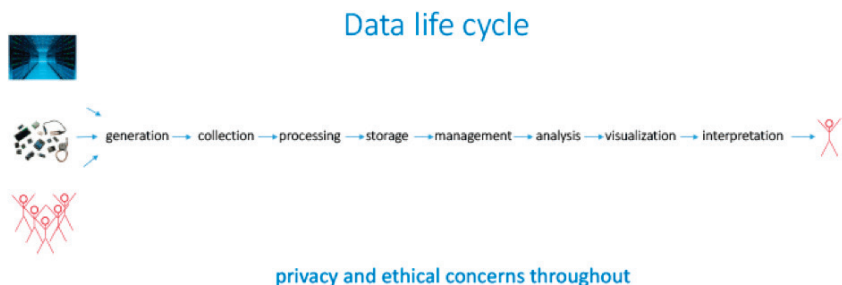 Data life cycle
generation collection processing storage management analysis visualization interpretation
privacy and ethical concerns throughout